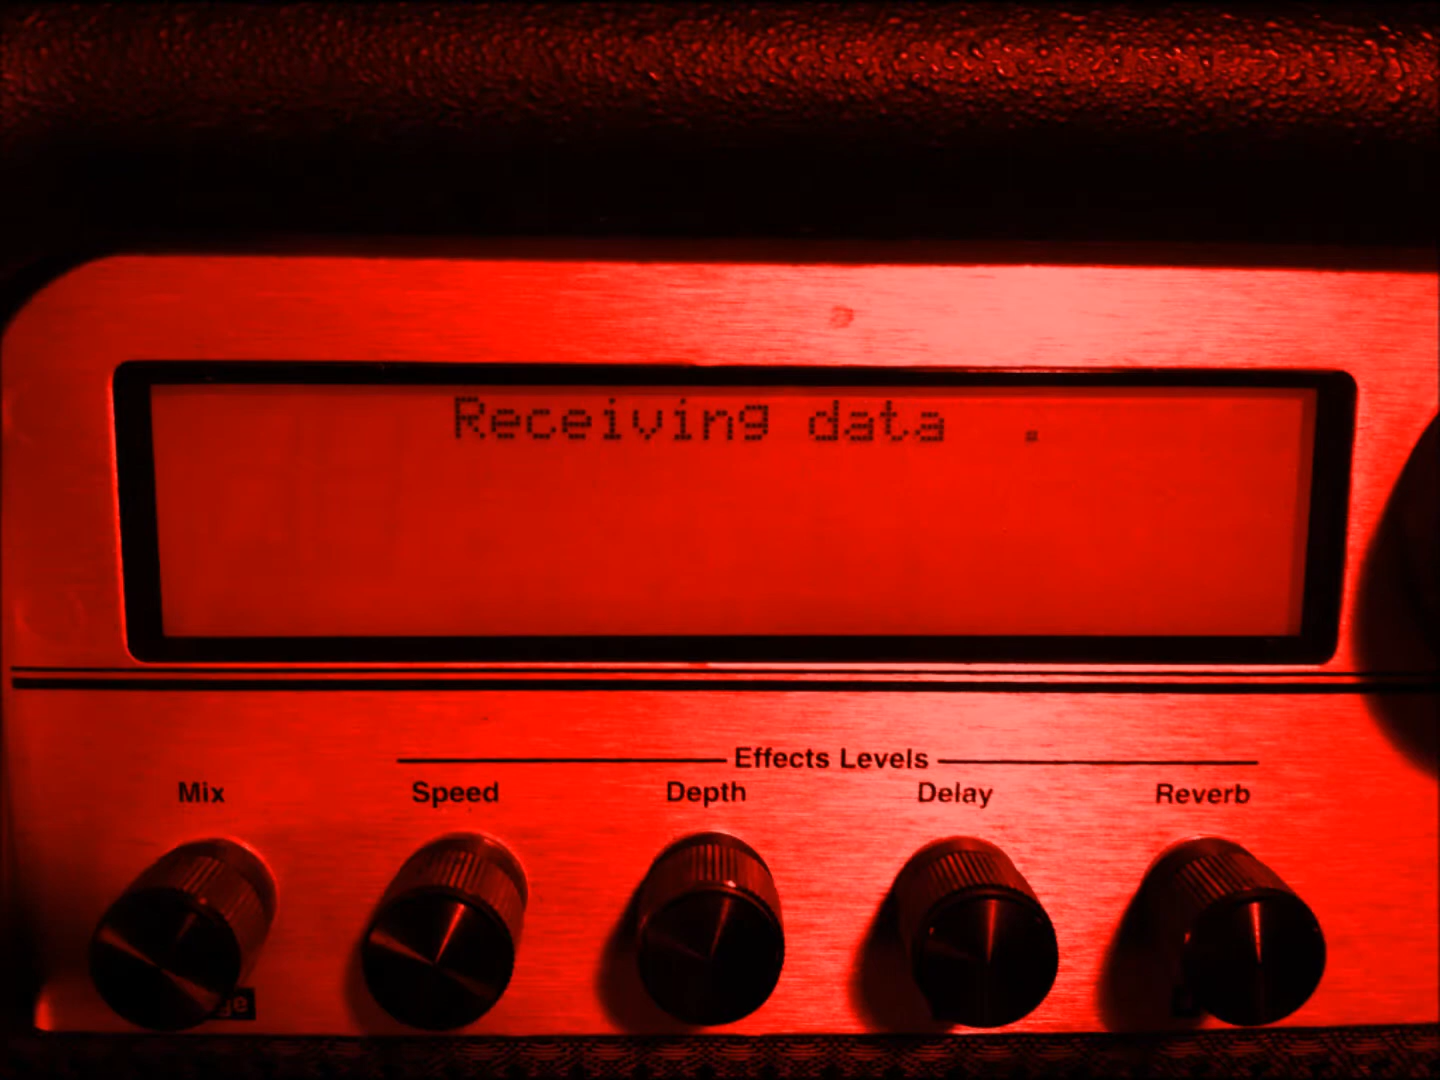 Receiving data .
Effects Levels
Mix Speed Depth Delay Reverb